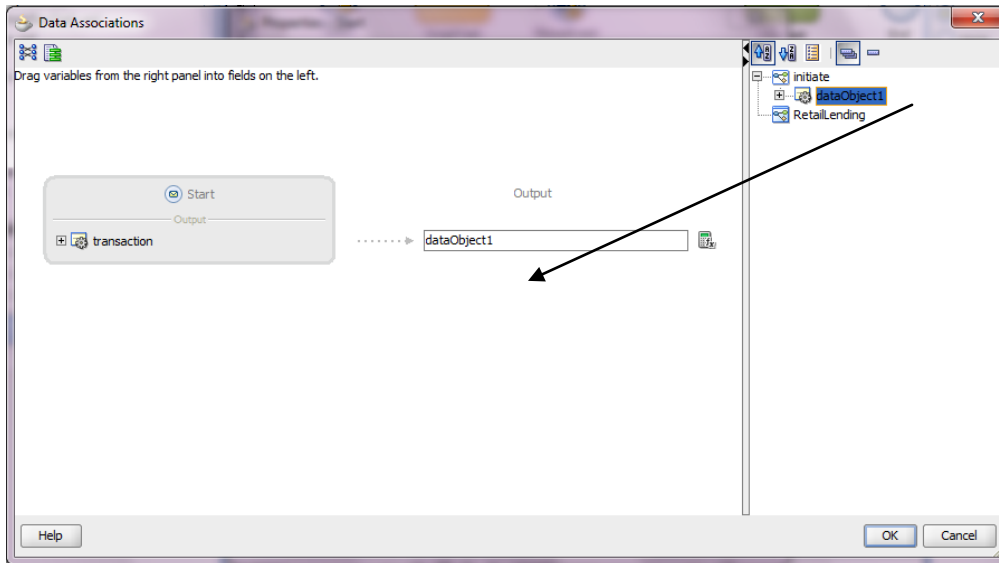 Data Associations
Drag variables from the right panel into fields on the left.
initiate
dataObject1
RetailLending
Start
Output
Output
transaction
dataObject1
Help
OK
Cancel